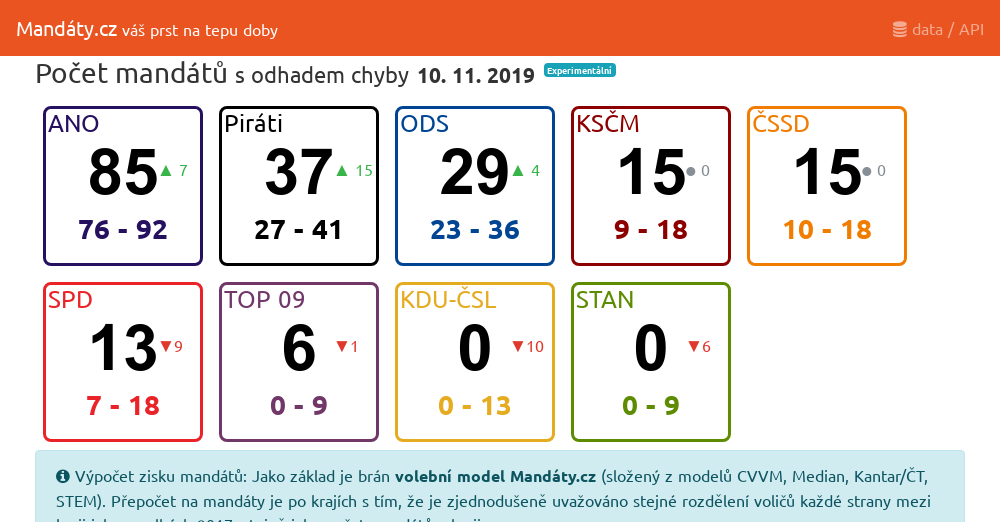 Mandáty.cz váš prst na tepu doby
data / API
Počet mandátů s odhadem chyby 10. 11. 2019 Experimentální
ANO
85 ▲ 7
76 - 92
Piráti
37 ▲ 15
27 - 41
ODS
29 ▲ 4
23 - 36
KSČM
15 ● 0
9 - 18
ČSSD
15 ● 0
10 - 18
SPD
13 ▼9
7 - 18
TOP 09
6 ▼1
0 - 9
KDU-ČSL
0 ▼10
0 - 13
STAN
0 ▼6
0 - 9
Výpočet zisku mandátů: Jako základ je brán volební model Mandáty.cz (složený z modelů CVVM, Median, Kantar/ČT,
STEM). Přepočet na mandáty je po krajích s tím, že je zjednodušeně uvažováno stejné rozdělení voličů každé strany mezi